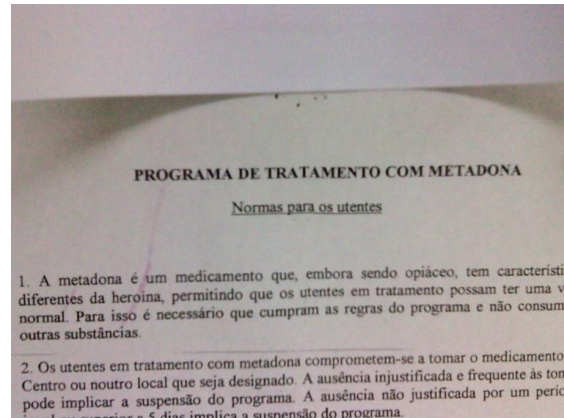 PROGRAMA DE TRATAMENTO COM METADONA
Normas para os utentes
1. A metadona é um medicamento que, embora sendo opiáceo, tem característi
diferentes da heroína, permitindo que os utentes em tratamento possam ter uma v
normal. Para isso é necessário que cumpram as regras do programa e não consum
outras substâncias.
2. Os utentes em tratamento com metadona comprometem-se a tomar o medicamento
Centro ou noutro local que seja designado. A ausência injustificada e frequente às tom
pode implicar a suspensão do programa. A ausência não justificada por um perío
superior a 5 dias implica a suspensão do programa.